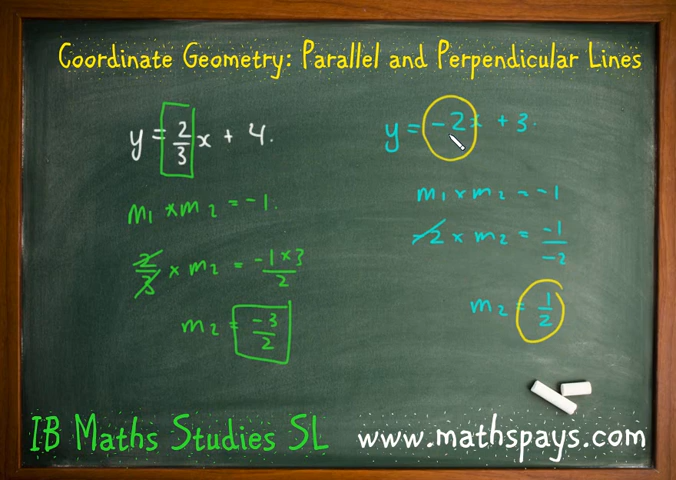 Coordinate Geometry: Parallel and Perpendicular Lines
y = 2/3 x + 4.
m₁ × m₂ = -1.
2/3 × m₂ = -1 × 3 / 2
m₂ = -3/2
y = -2x + 3.
m₁ × m₂ = -1
-2 × m₂ = -1/-2
m₂ = 1/2
IB Maths Studies SL
www.mathspays.com